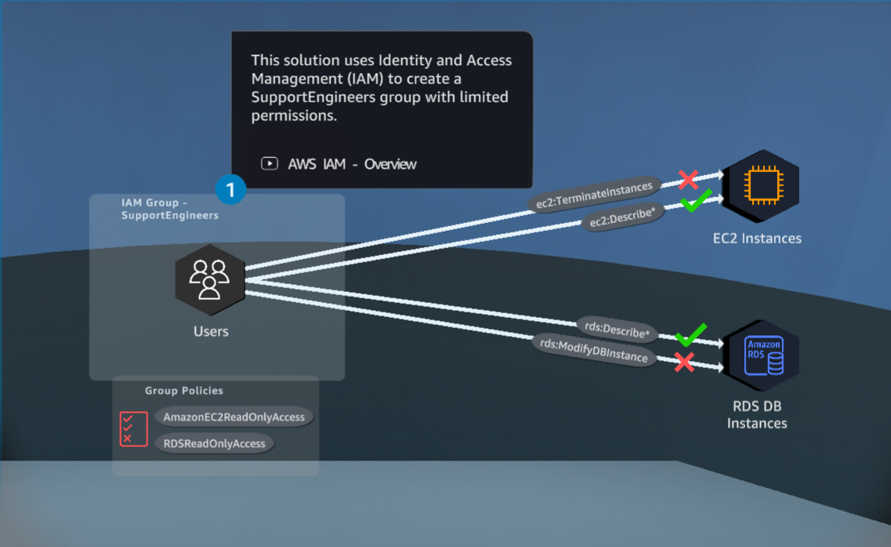 This solution uses Identity and Access
Management (IAM) to create a
SupportEngineers group with limited
permissions.
AWS IAM - Overview
1
IAM Group -
SupportEngineers
Users
ec2:TerminateInstances
ec2:Describe*
EC2 Instances
rds:Describe*
rds:ModifyDBInstance
Amazon
RDS
RDS DB
Instances
Group Policies
AmazonEC2ReadOnlyAccess
RDSReadOnlyAccess